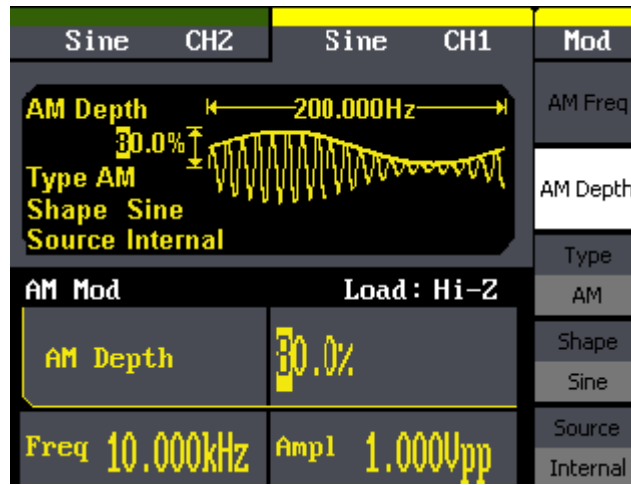 Sine CH2 Sine CH1 Mod
AM Depth 200.000Hz
80.0%
Type AM
Shape Sine
Source Internal
AM Mod Load: Hi-Z
AM Depth 80.0%
Freq 10.000kHz Ampl 1.000Vpp
AM Freq
AM Depth
Type
AM
Shape
Sine
Source
Internal